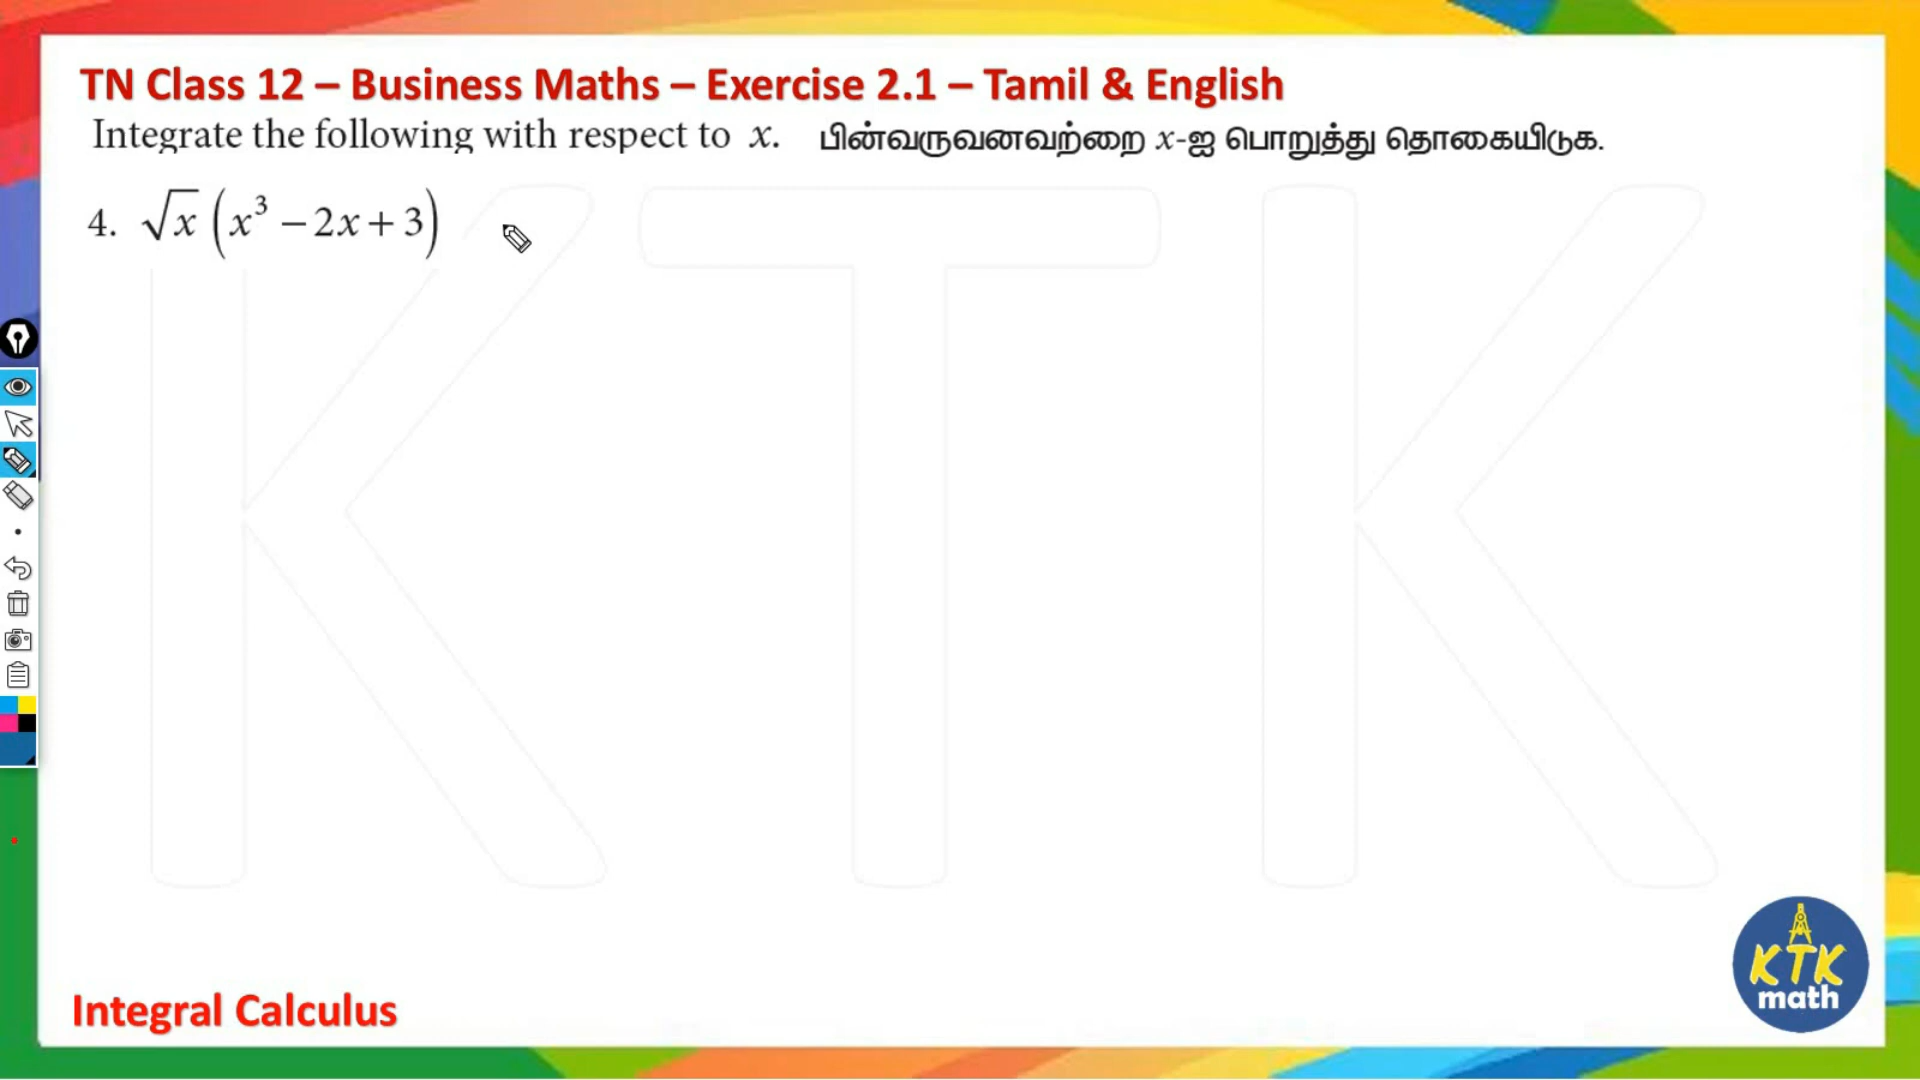 TN Class 12 – Business Maths – Exercise 2.1 – Tamil & English
Integrate the following with respect to x. பின்வருவனவற்றை x-ஐ பொறுத்து தொகையிடுக.
4. √x (x³ − 2x + 3)
KTK
Integral Calculus
KTK
math